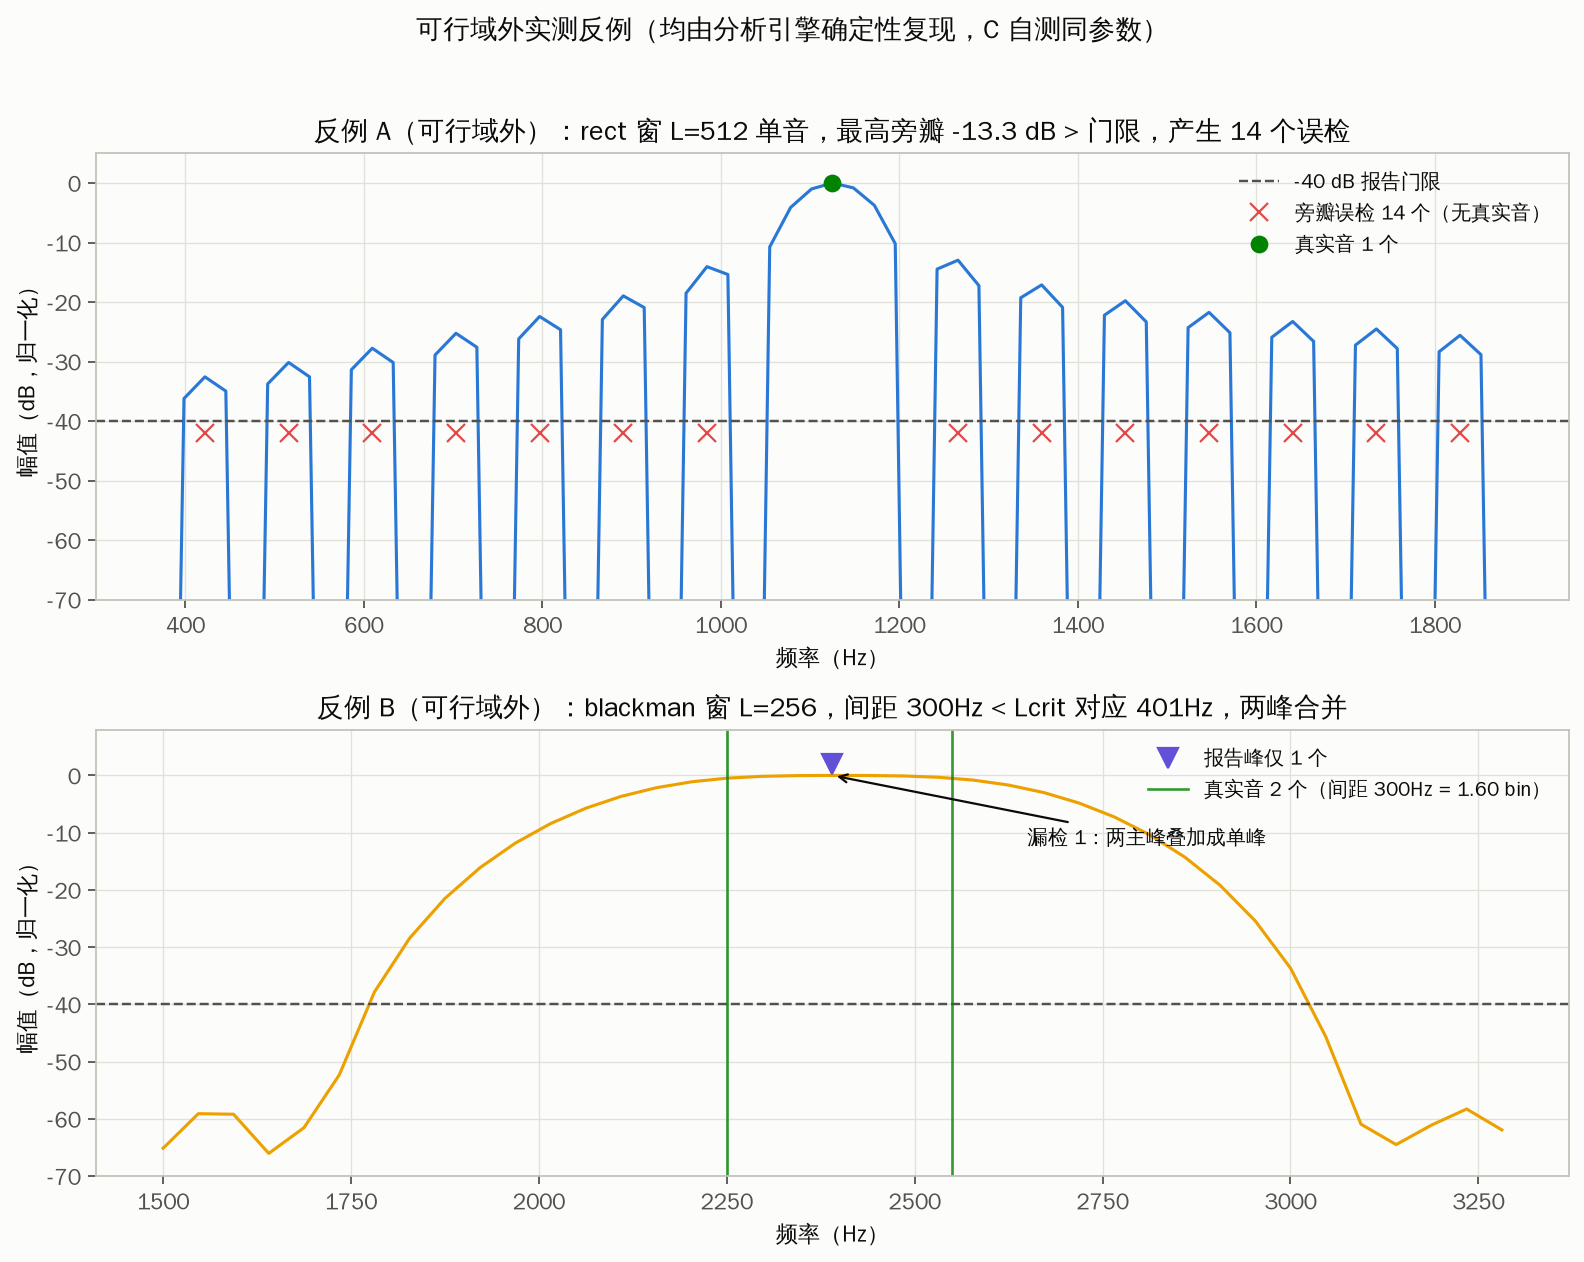 可行域外实测反例（均由分析引擎确定性复现，C 自测同参数）
反例 A（可行域外）：rect 窗 L=512 单音，最高旁瓣 -13.3 dB > 门限，产生 14 个误检
幅值（dB，归一化）
0
-10
-20
-30
-40
-50
-60
-70
-40 dB 报告门限
旁瓣误检 14 个（无真实音）
真实音 1 个
400 600 800 1000 1200 1400 1600 1800
频率（Hz）
反例 B（可行域外）：blackman 窗 L=256，间距 300Hz < Lcrit 对应 401Hz，两峰合并
幅值（dB，归一化）
0
-10
-20
-30
-40
-50
-60
-70
报告峰仅 1 个
真实音 2 个（间距 300Hz = 1.60 bin）
漏检 1：两主峰叠加成单峰
1500 1750 2000 2250 2500 2750 3000 3250
频率（Hz）